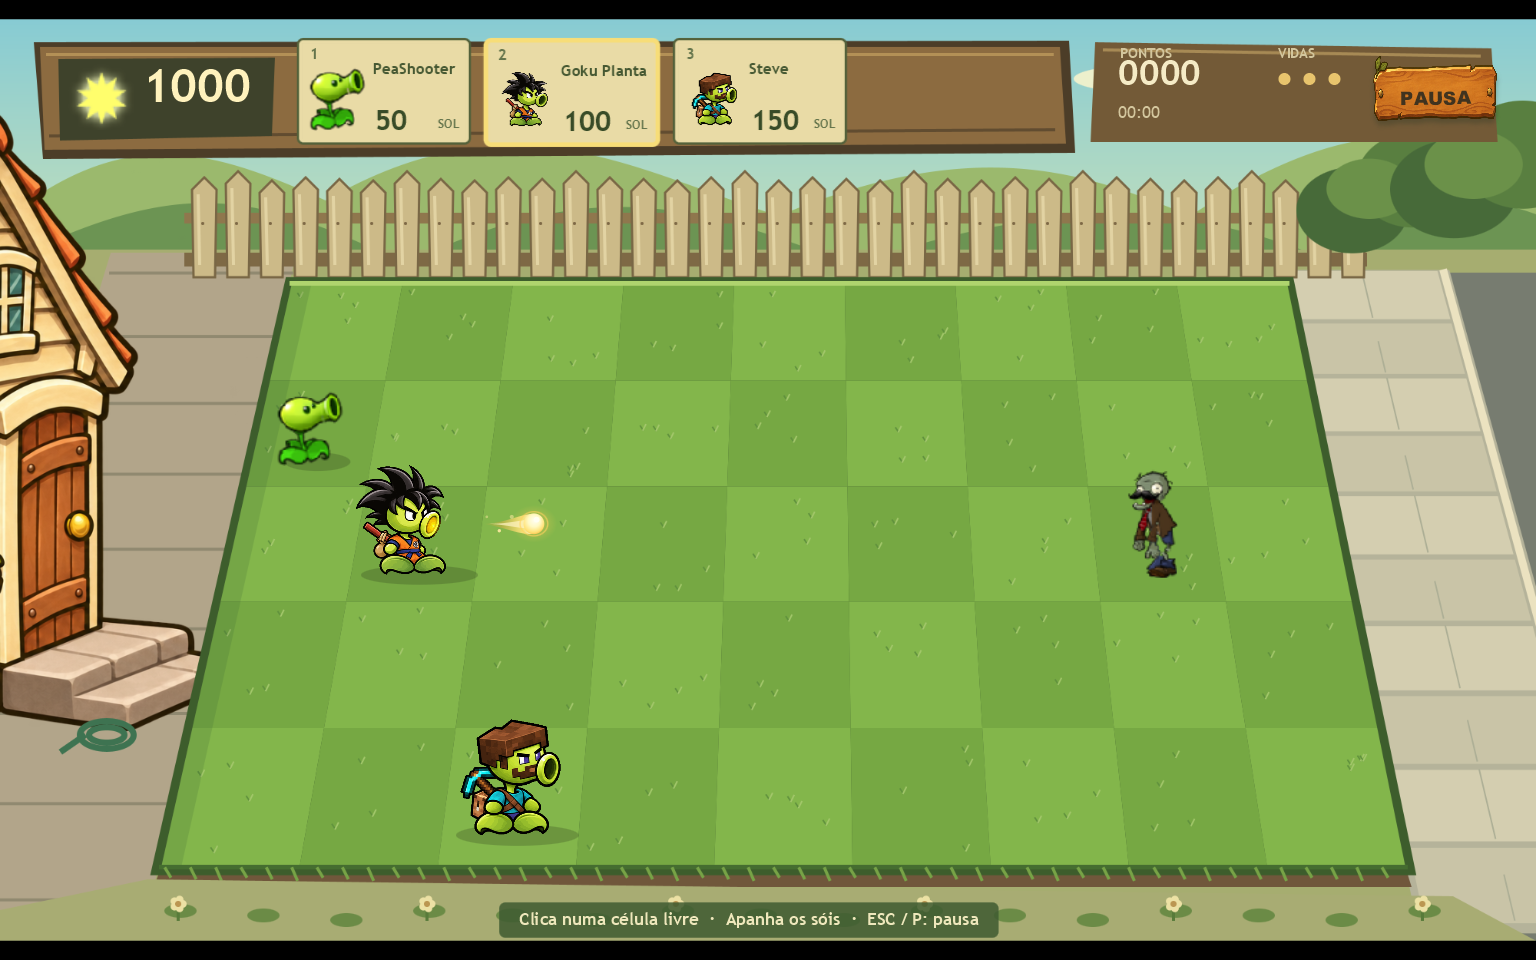 1000
1
PeaShooter
50 SOL
2
Goku Planta
100 SOL
3
Steve
150 SOL
PONTOS
0000
00:00
VIDAS
PAUSA
Clica numa célula livre · Apanha os sóis · ESC / P: pausa